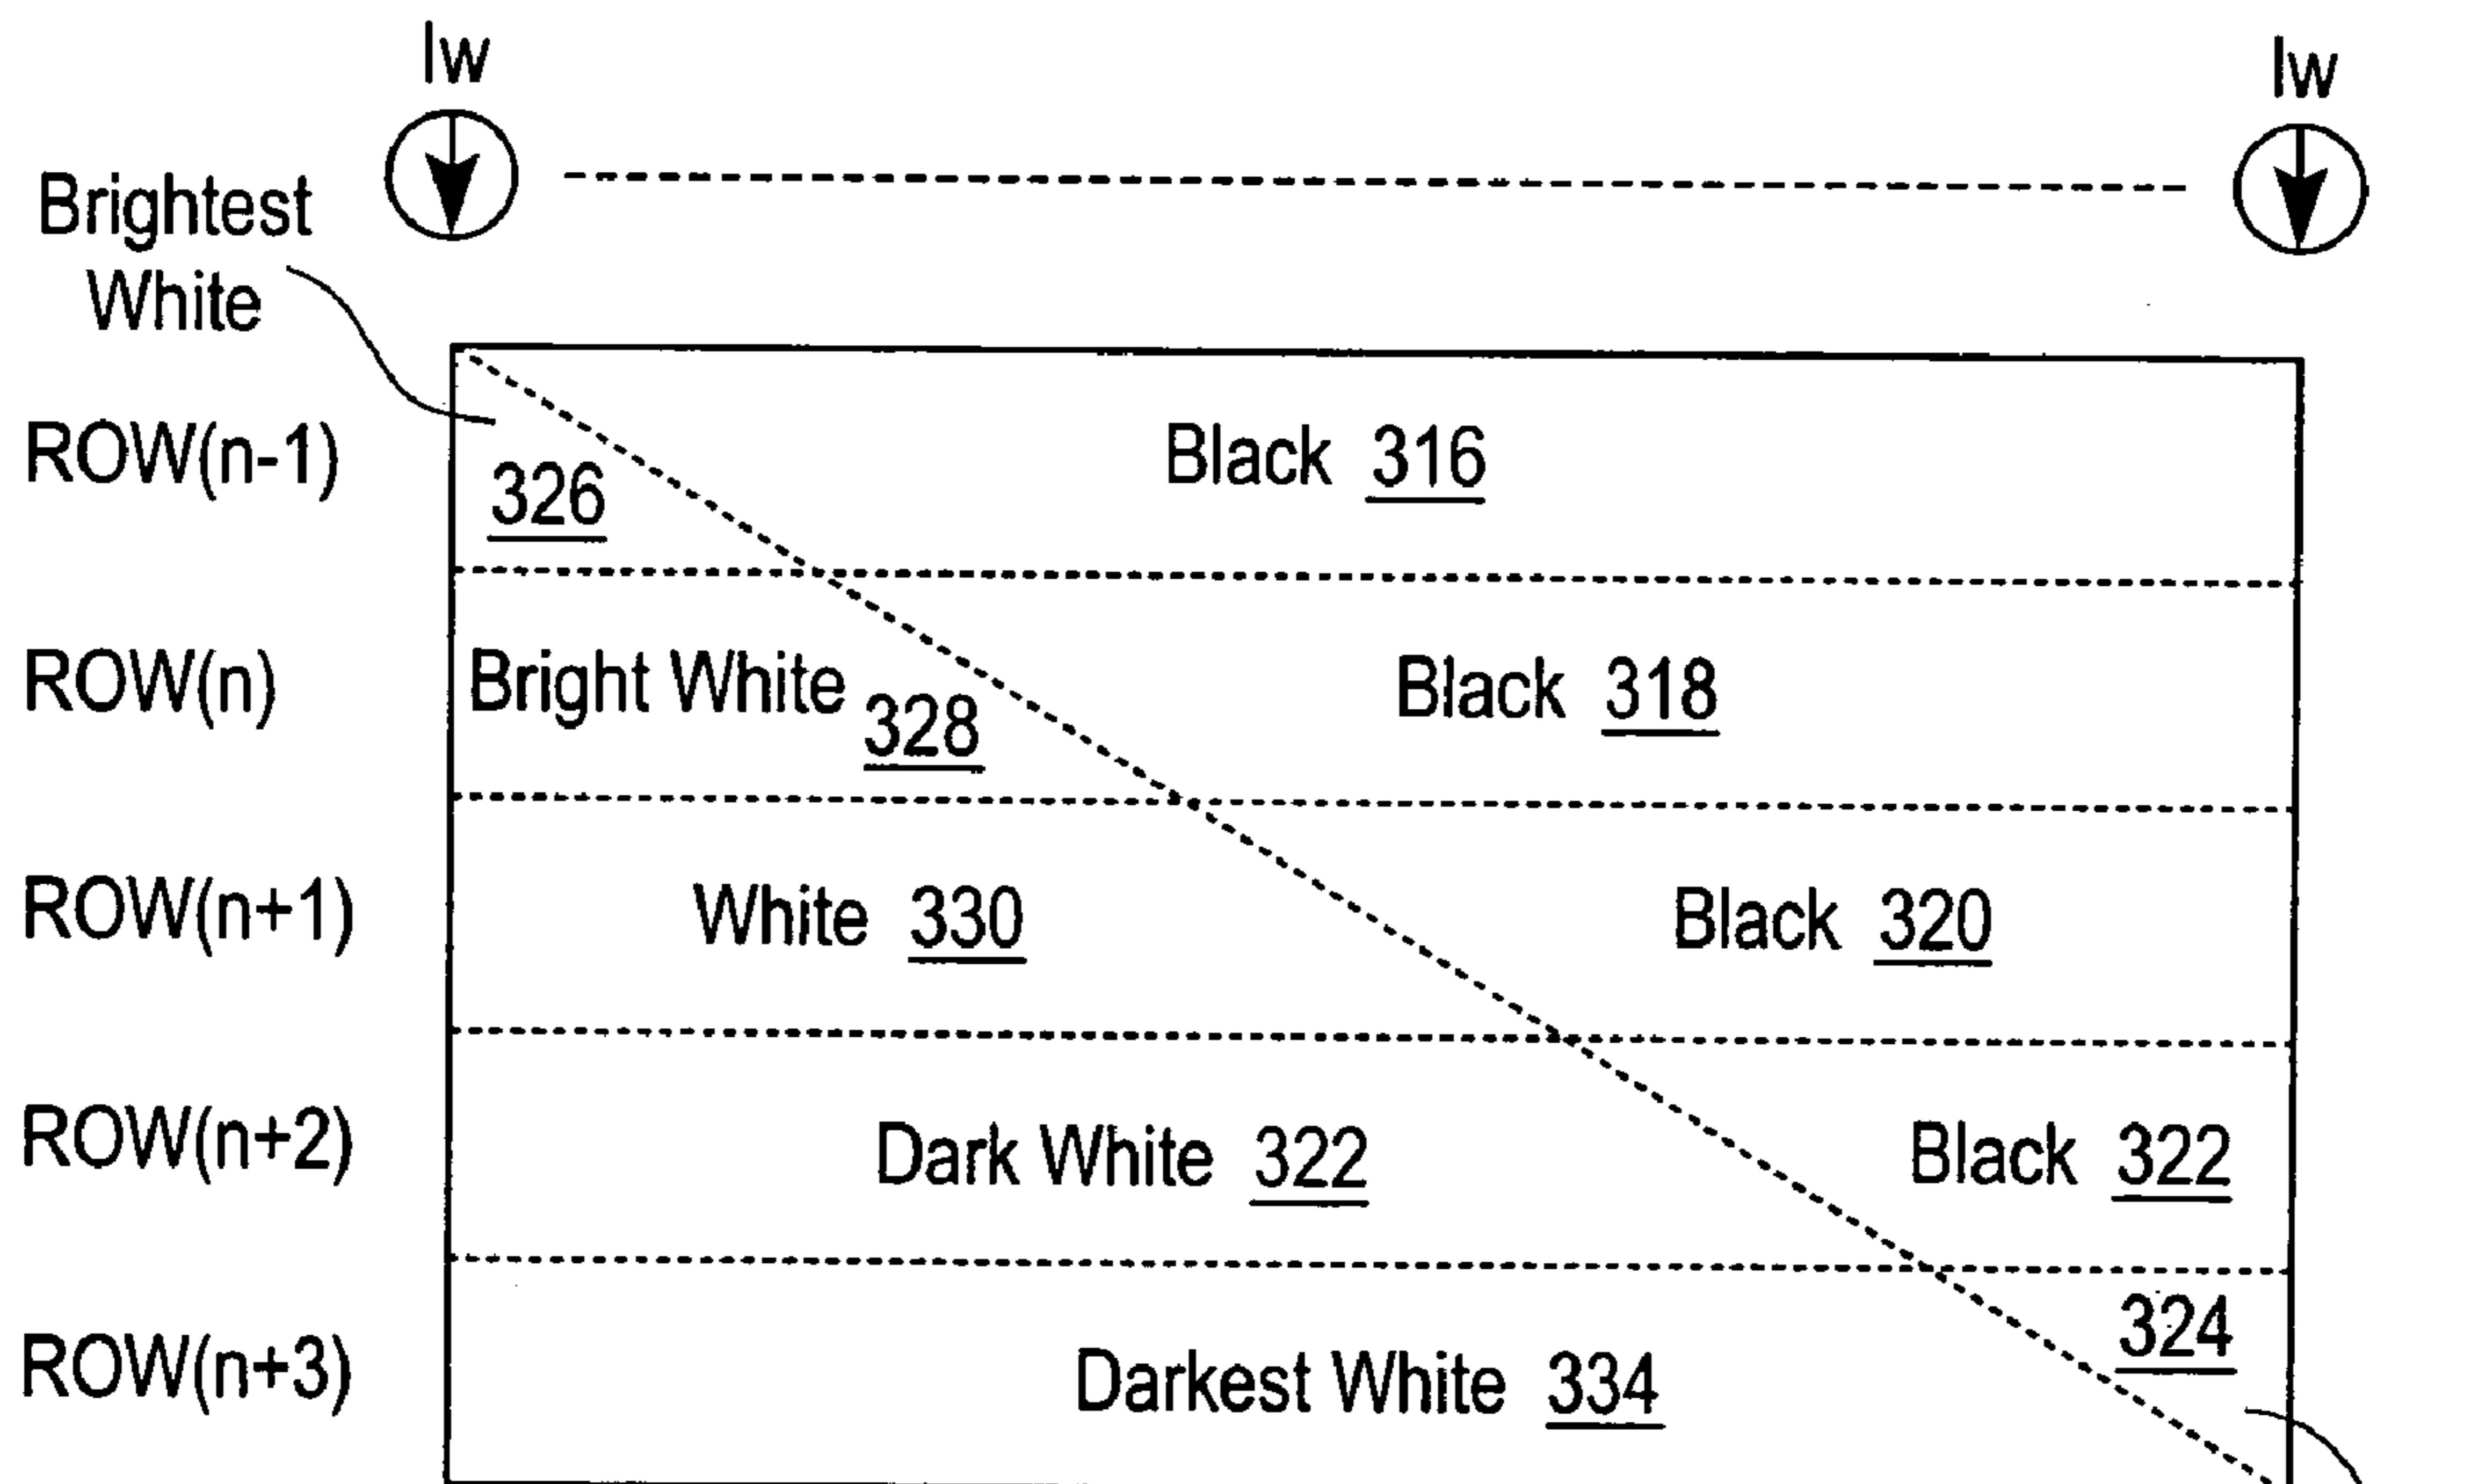 Iw
Iw
Brightest
White
ROW(n-1)
326
Black 316
ROW(n)
Bright White 328
Black 318
ROW(n+1)
White 330
Black 320
ROW(n+2)
Dark White 322
Black 322
ROW(n+3)
Darkest White 334
324